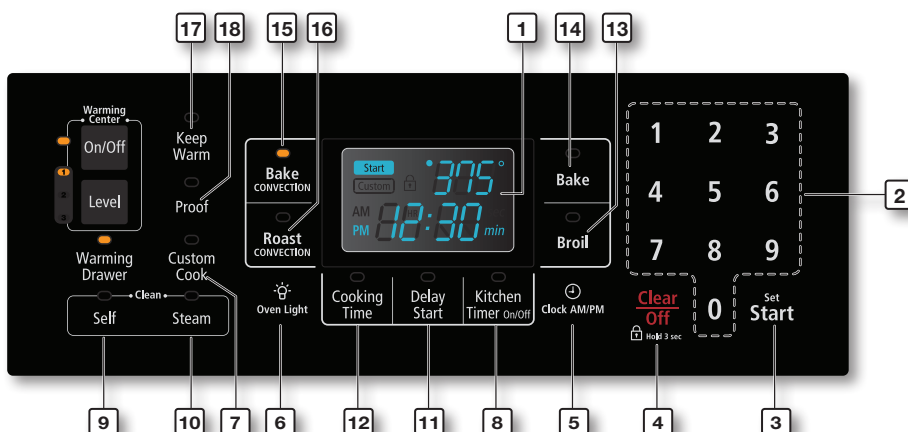 17 18 15 16 1 14 13
Warming
Center
On/Off
1
2
3
Level
Warming
Drawer
Keep
Warm
Proof
Custom
Cook
Clean
Self
Steam
Bake
CONVECTION
Roast
CONVECTION
Start
Custom
375°
AM
PM
12:30 min
Bake
Broil
Oven Light
Cooking
Time
Delay
Start
Kitchen
Timer On/Off
Clock AM/PM
1 2 3
4 5 6
7 8 9
0
Clear
Off
Hold 3 sec
Set
Start
2
9 10 7 6 12 11 8 5 4 3